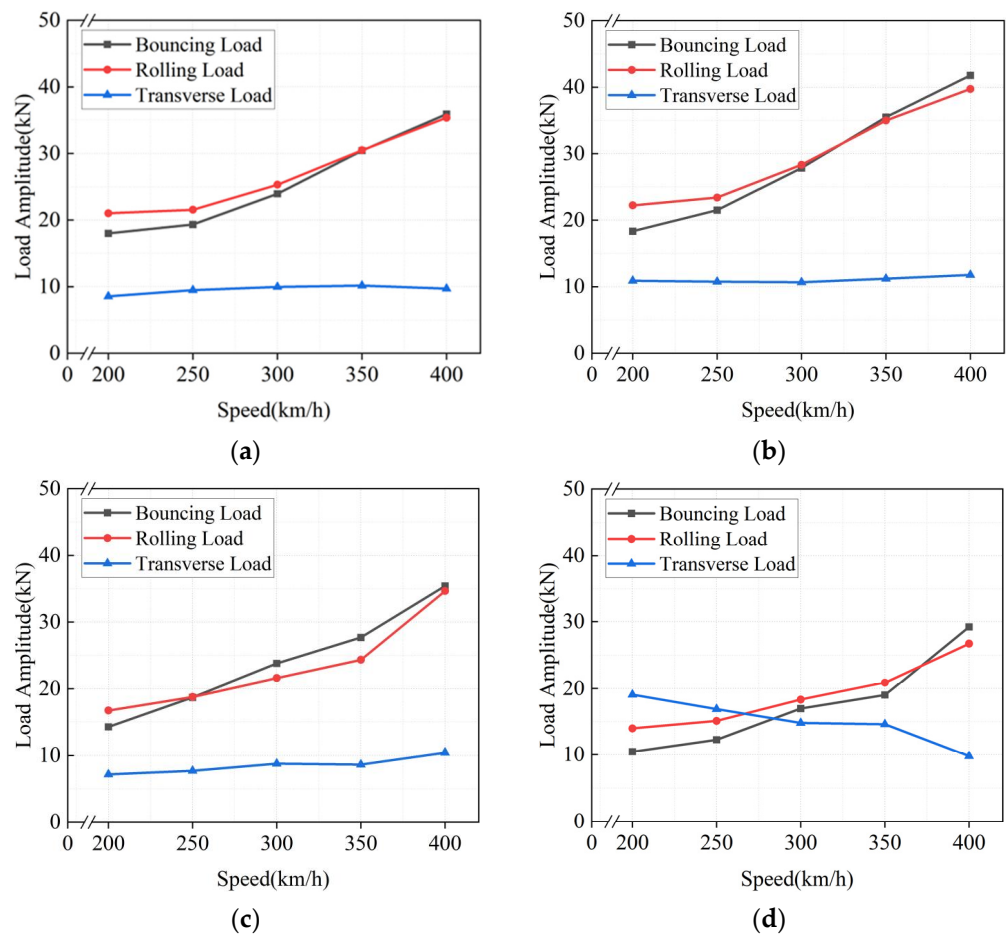 50
40
30
20
10
0
Load Amplitude(kN)
Bouncing Load
Rolling Load
Transverse Load
0 200 250 300 350 400
Speed(km/h)
(a)
50
40
30
20
10
0
Load Amplitude(kN)
Bouncing Load
Rolling Load
Transverse Load
0 200 250 300 350 400
Speed(km/h)
(b)
50
40
30
20
10
0
Load Amplitude(kN)
Bouncing Load
Rolling Load
Transverse Load
0 200 250 300 350 400
Speed(km/h)
(c)
50
40
30
20
10
0
Load Amplitude(kN)
Bouncing Load
Rolling Load
Transverse Load
0 200 250 300 350 400
Speed(km/h)
(d)